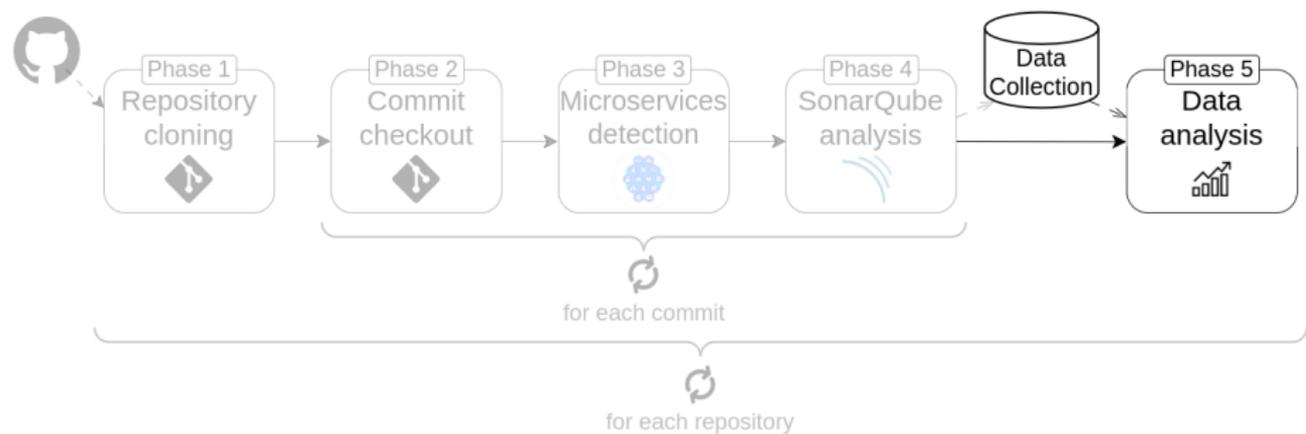 Phase 1
Repository
cloning
Phase 2
Commit
checkout
Phase 3
Microservices
detection
Phase 4
SonarQube
analysis
Data
Collection
Phase 5
Data
analysis
for each commit
for each repository